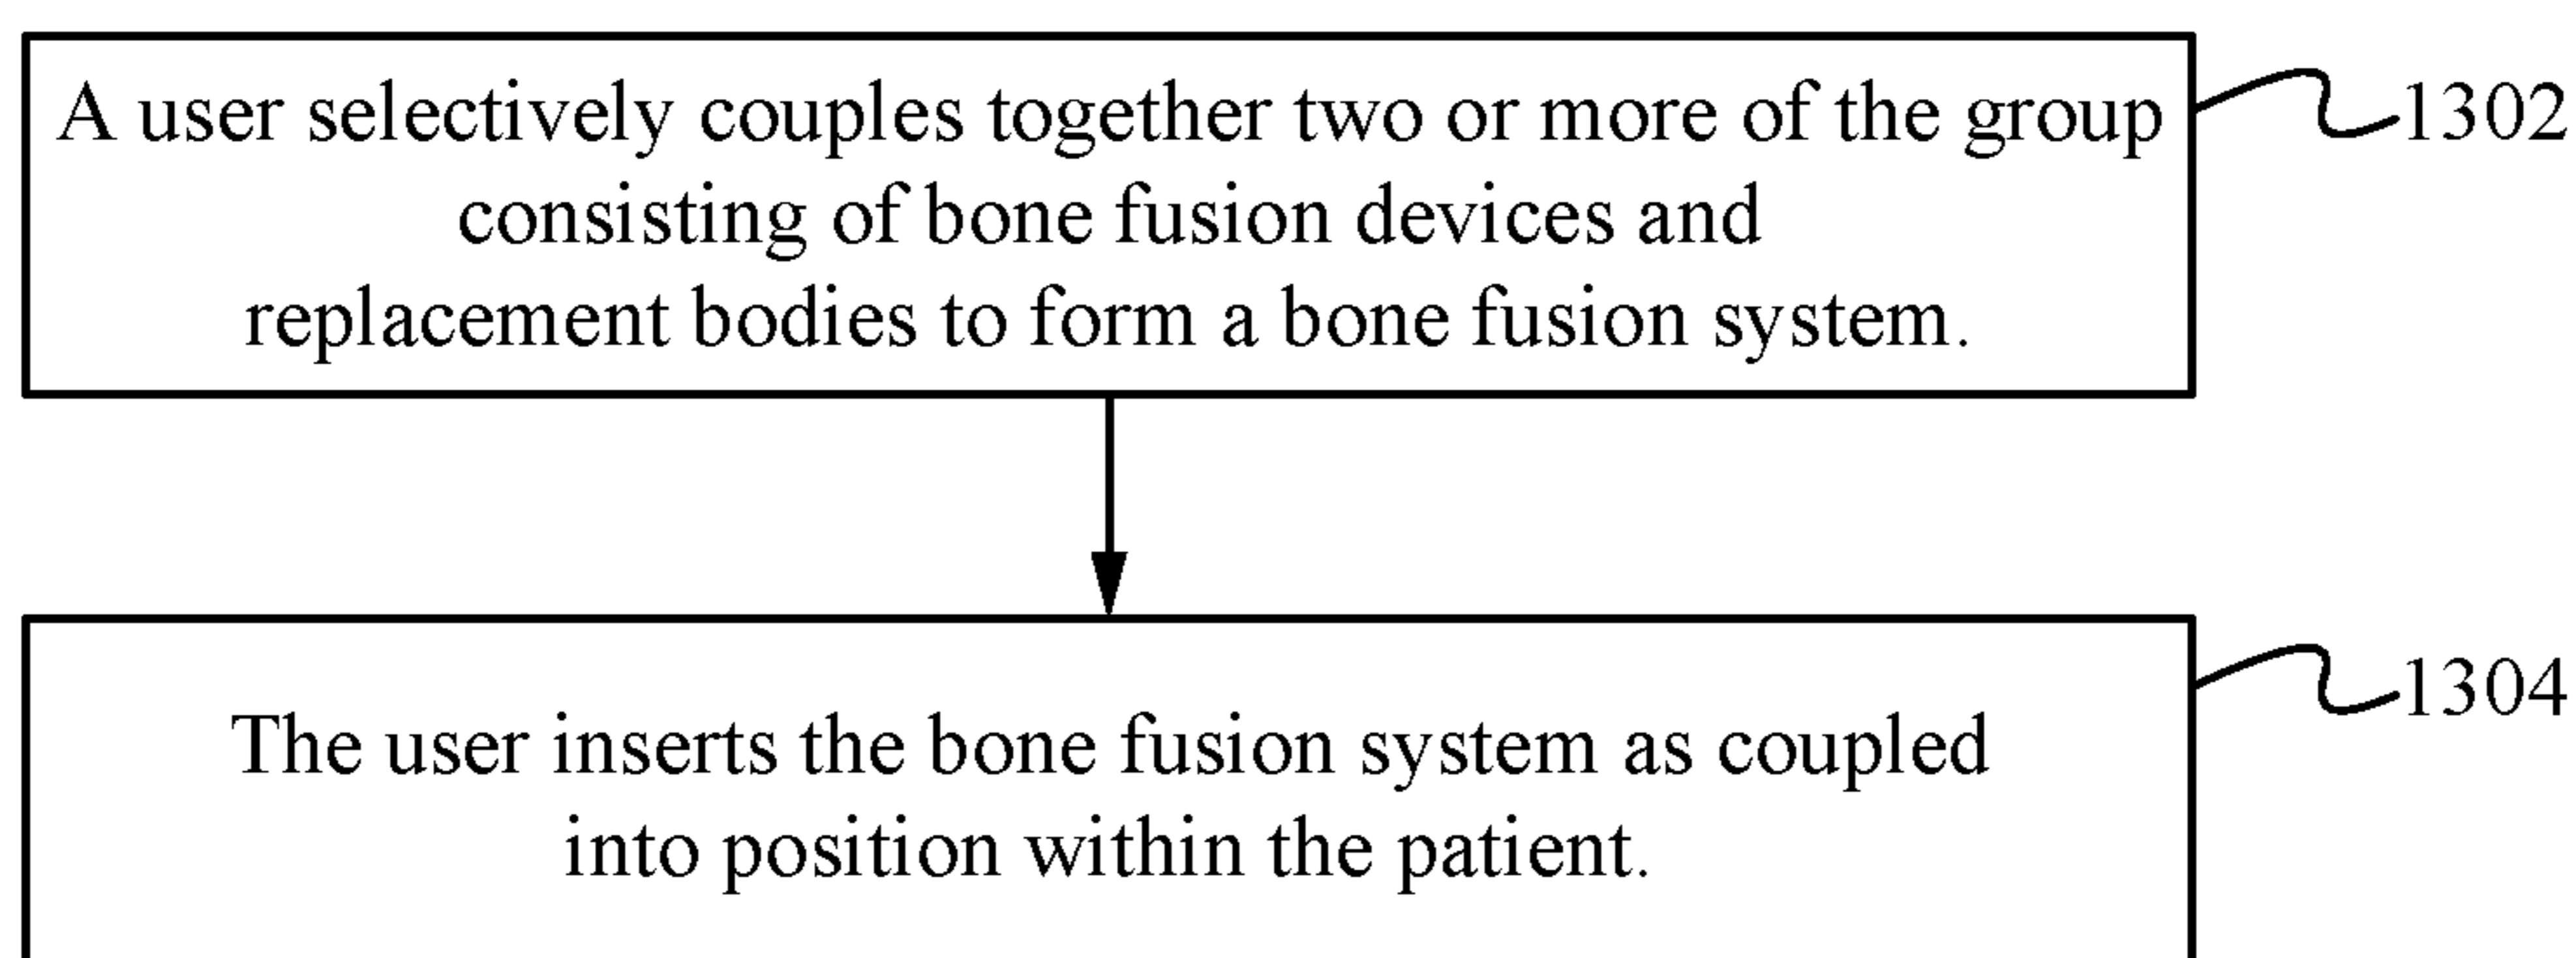 A user selectively couples together two or more of the group
1302
consisting of bone fusion devices and
replacement bodies to form a bone fusion system.
1304
The user inserts the bone fusion system as coupled
into position within the patient.